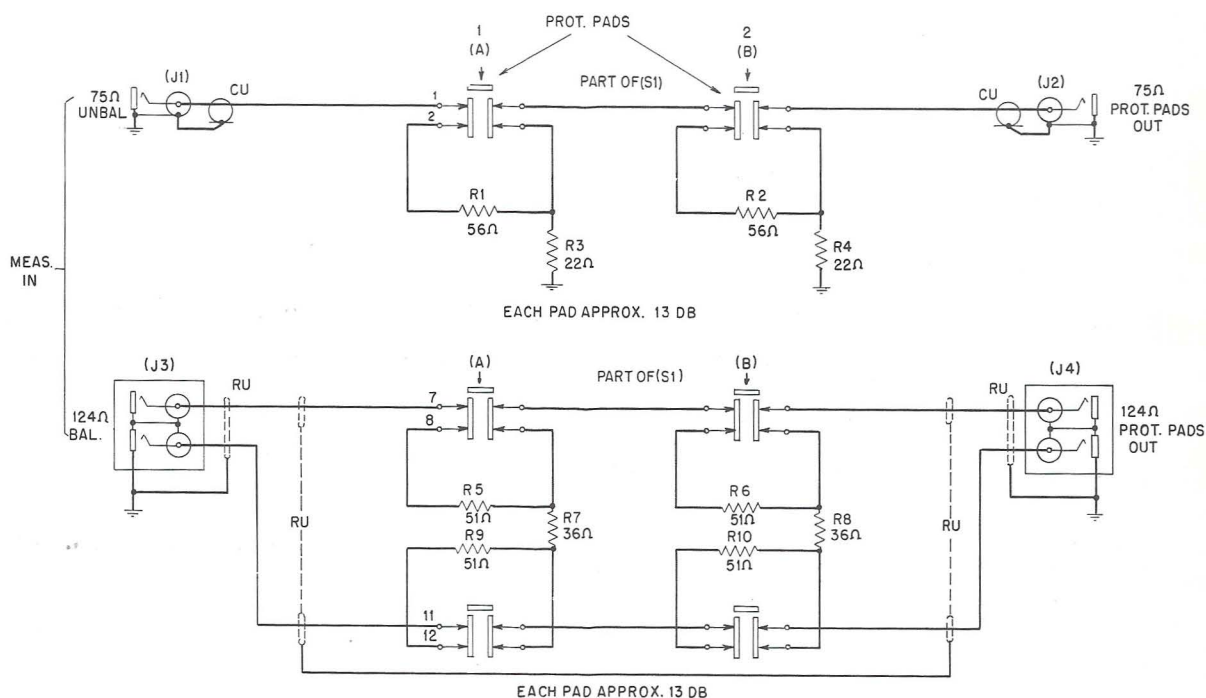 PROT. PADS
1
(A)
2
(B)
PART OF(S1)
(J1)
CU
75Ω
UNBAL
1
2
CU
(J2)
75Ω
PROT. PADS
OUT
R1
56Ω
R3
22Ω
R2
56Ω
R4
22Ω
MEAS.
IN
EACH PAD APPROX. 13 DB
(J3)
RU
(A)
PART OF(S1)
(B)
RU
(J4)
7
8
124Ω
BAL.
124Ω
PROT. PADS
OUT
R5
51Ω
R7
36Ω
R9
51Ω
R6
51Ω
R8
36Ω
R10
51Ω
RU
RU
11
12
EACH PAD APPROX. 13 DB